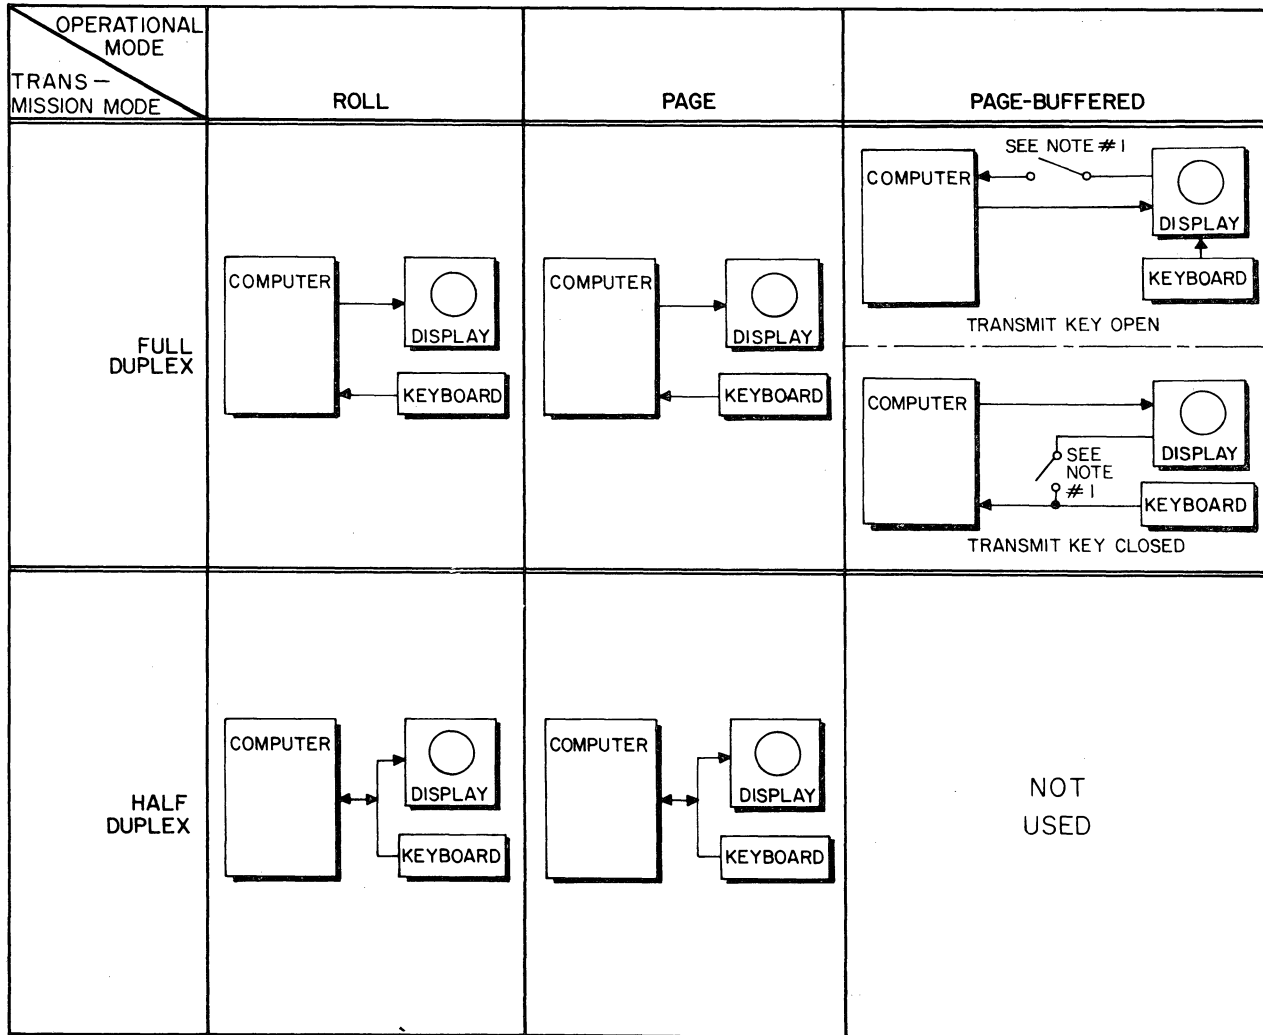 OPERATIONAL
MODE
TRANS-
MISSION MODE
ROLL
PAGE
PAGE-BUFFERED
FULL
DUPLEX
COMPUTER
DISPLAY
KEYBOARD
COMPUTER
DISPLAY
KEYBOARD
SEE NOTE #1
COMPUTER
DISPLAY
KEYBOARD
TRANSMIT KEY OPEN
COMPUTER
DISPLAY
SEE
NOTE
#1
KEYBOARD
TRANSMIT KEY CLOSED
HALF
DUPLEX
COMPUTER
DISPLAY
KEYBOARD
COMPUTER
DISPLAY
KEYBOARD
NOT
USED